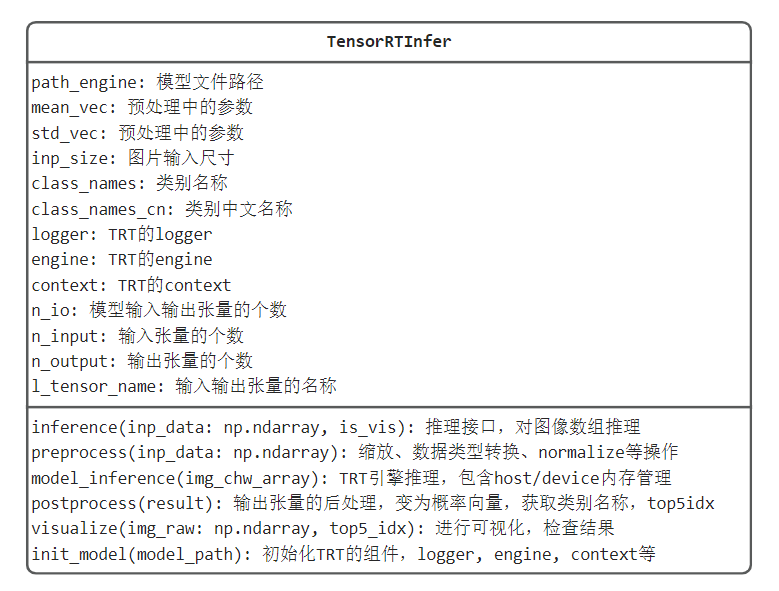 TensorRTInfer
path_engine: 模型文件路径
mean_vec: 预处理中的参数
std_vec: 预处理中的参数
inp_size: 图片输入尺寸
class_names: 类别名称
class_names_cn: 类别中文名称
logger: TRT的logger
engine: TRT的engine
context: TRT的context
n_io: 模型输入输出张量的个数
n_input: 输入张量的个数
n_output: 输出张量的个数
l_tensor_name: 输入输出张量的名称
inference(inp_data: np.ndarray, is_vis): 推理接口，对图像数组推理
preprocess(inp_data: np.ndarray): 缩放、数据类型转换、normalize等操作
model_inference(img_chw_array): TRT引擎推理，包含host/device内存管理
postprocess(result): 输出张量的后处理，变为概率向量，获取类别名称，top5idx
visualize(img_raw: np.ndarray, top5_idx): 进行可视化，检查结果
init_model(model_path): 初始化TRT的组件，logger, engine, context等